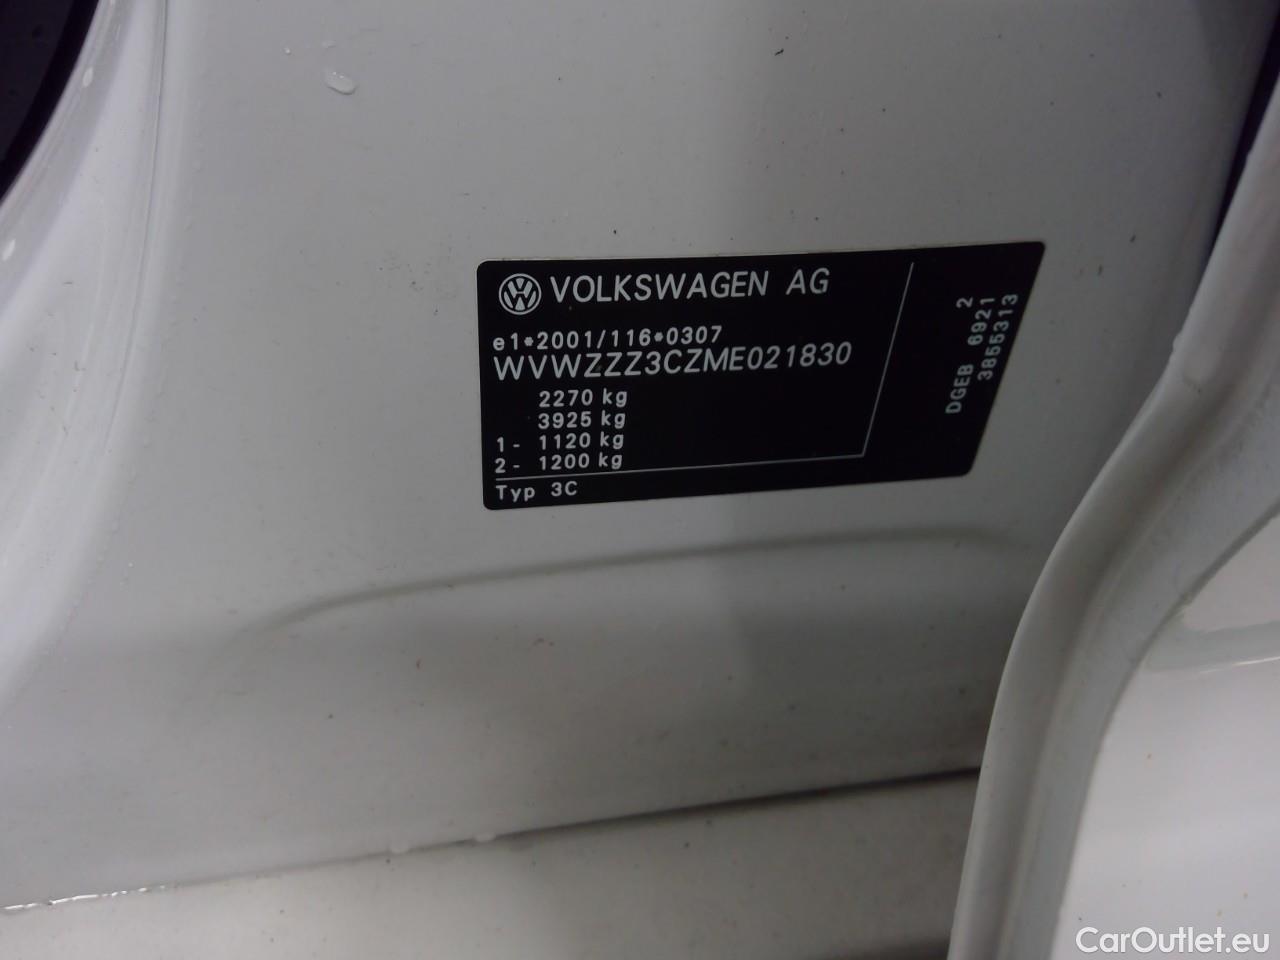 VOLKSWAGEN AG
e1*2001/116*0307
WVWZZZ3CZME021830
2270 kg
3925 kg
1- 1120 kg
2- 1200 kg
Typ 3C
2
DGEB 6921
3855313
CarOutlet.eu